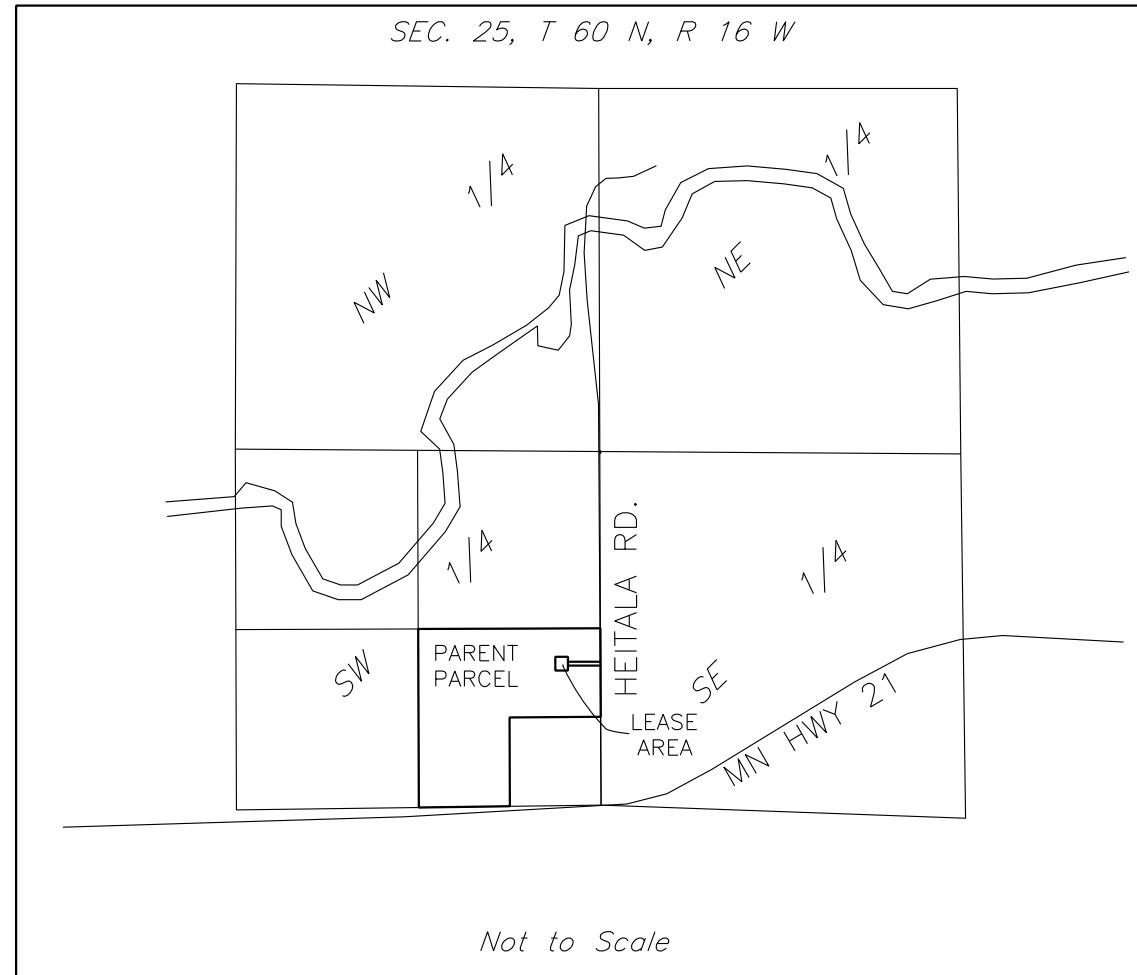 SEC. 25, T 60 N, R 16 W
1/4
1/4
NW
NE
1/4
1/4
HEITALA RD.
PARENT
PARCEL
SW
SE
LEASE
AREA
MN HWY 21
Not to Scale